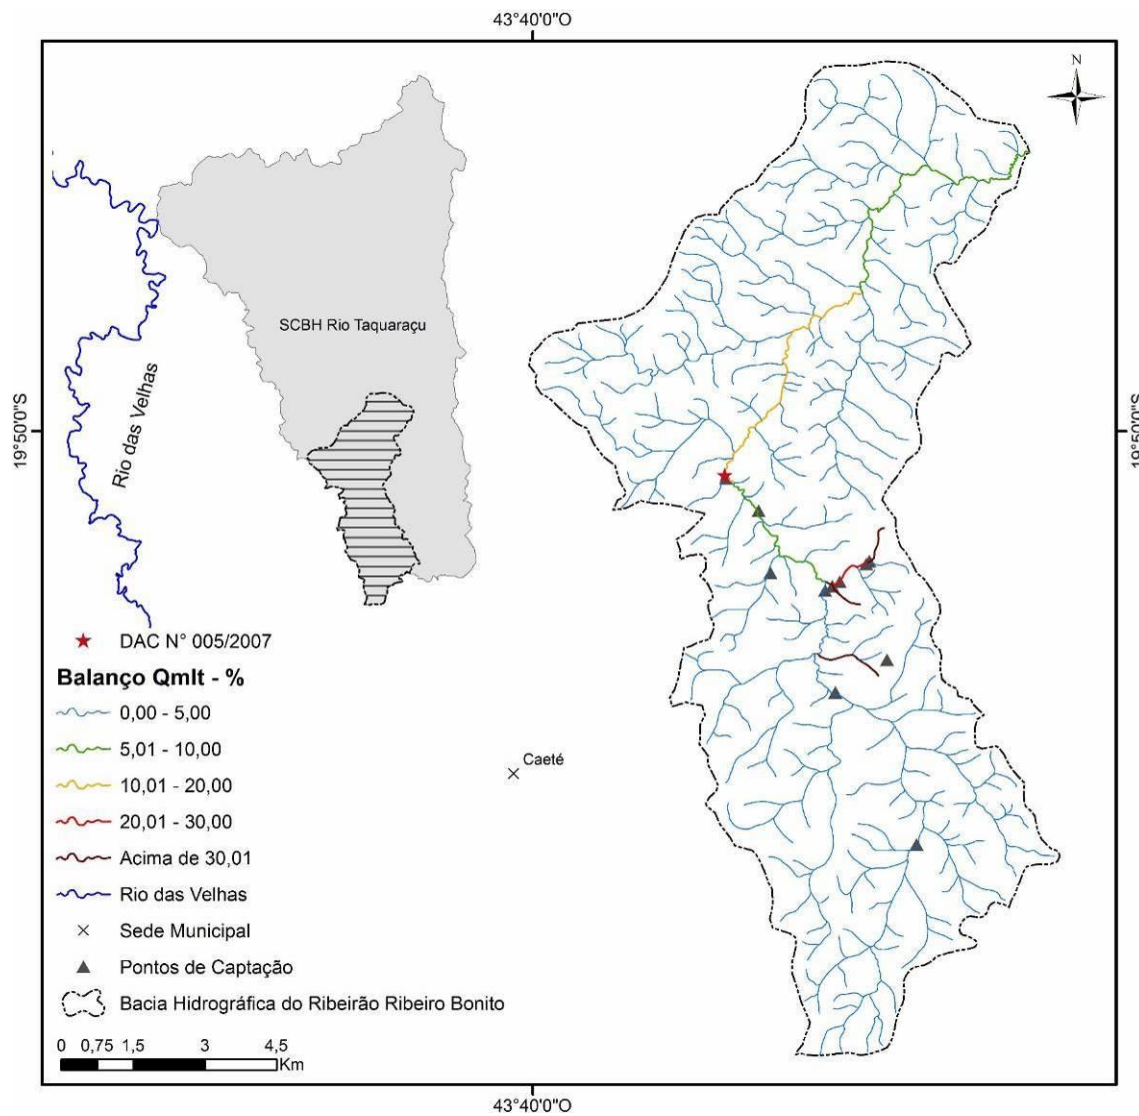 43°40'0"O
N
SCBH Rio Taquaraçu
Rio das Velhas
19°50'0"S
19°50'0"S
DAC N° 005/2007
Balanço Qmlt - %
0,00 - 5,00
5,01 - 10,00
10,01 - 20,00
20,01 - 30,00
Acima de 30,01
Rio das Velhas
Sede Municipal
Pontos de Captação
Bacia Hidrográfica do Ribeirão Ribeiro Bonito
Caeté
0 0,75 1,5 3 4,5
Km
43°40'0"O